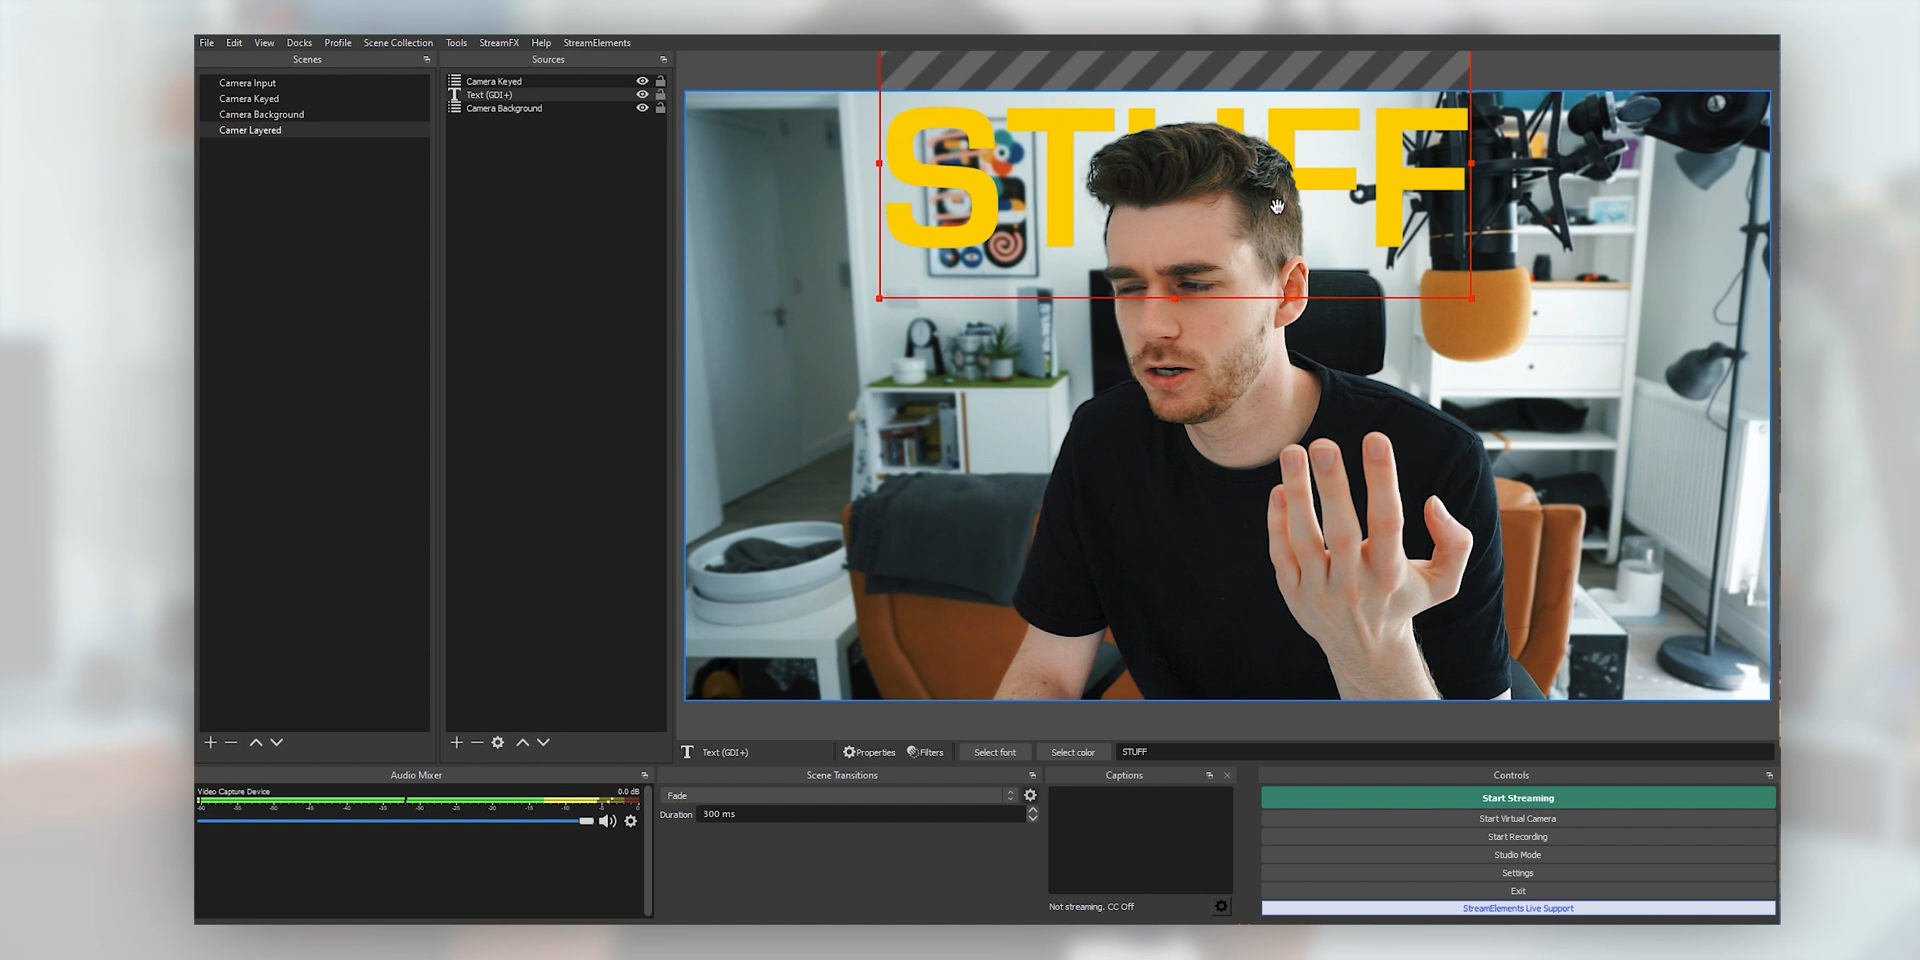 File Edit View Docks Profile Scene Collection Tools StreamFX Help StreamElements
Scenes
Camera Input
Camera Keyed
Camera Background
Camer Layered
Sources
Camera Keyed
Text (GDI+)
Camera Background
STUFF
Text (GDI+) Properties Filters Select font Select color STUFF
Audio Mixer
Video Capture Device 0.0 dB
Scene Transitions
Fade
Duration 300 ms
Captions
Not streaming. CC Off
Controls
Start Streaming
Start Virtual Camera
Start Recording
Studio Mode
Settings
Exit
StreamElements Live Support